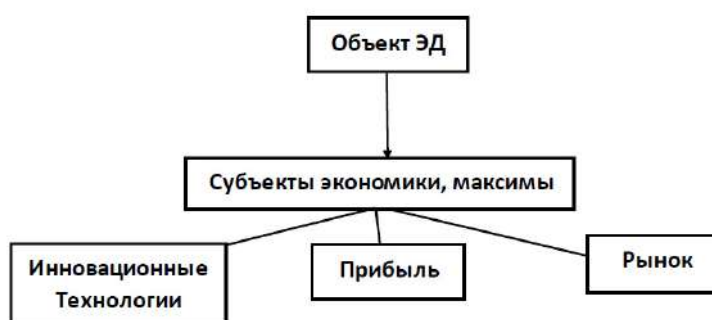 Объект ЭД
Субъекты экономики, максимы
Инновационные
Технологии
Прибыль
Рынок